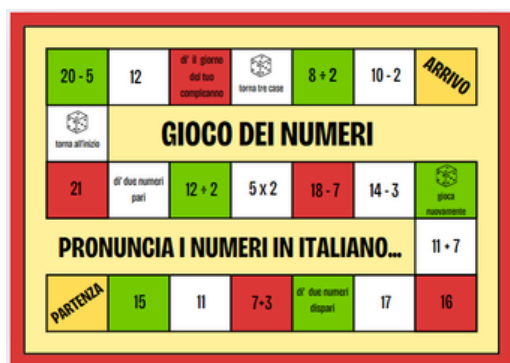 20 - 5
12
di' il giorno
del tuo
compleanno
torna tre case
8 ÷ 2
10 - 2
ARRIVO
torna all'inizio
GIOCO DEI NUMERI
21
di' due numeri
pari
12 ÷ 2
5 x 2
18 - 7
14 - 3
gioca
nuovamente
PRONUNCIA I NUMERI IN ITALIANO...
11 + 7
PARTENZA
15
11
7+3
di' due numeri
dispari
17
16